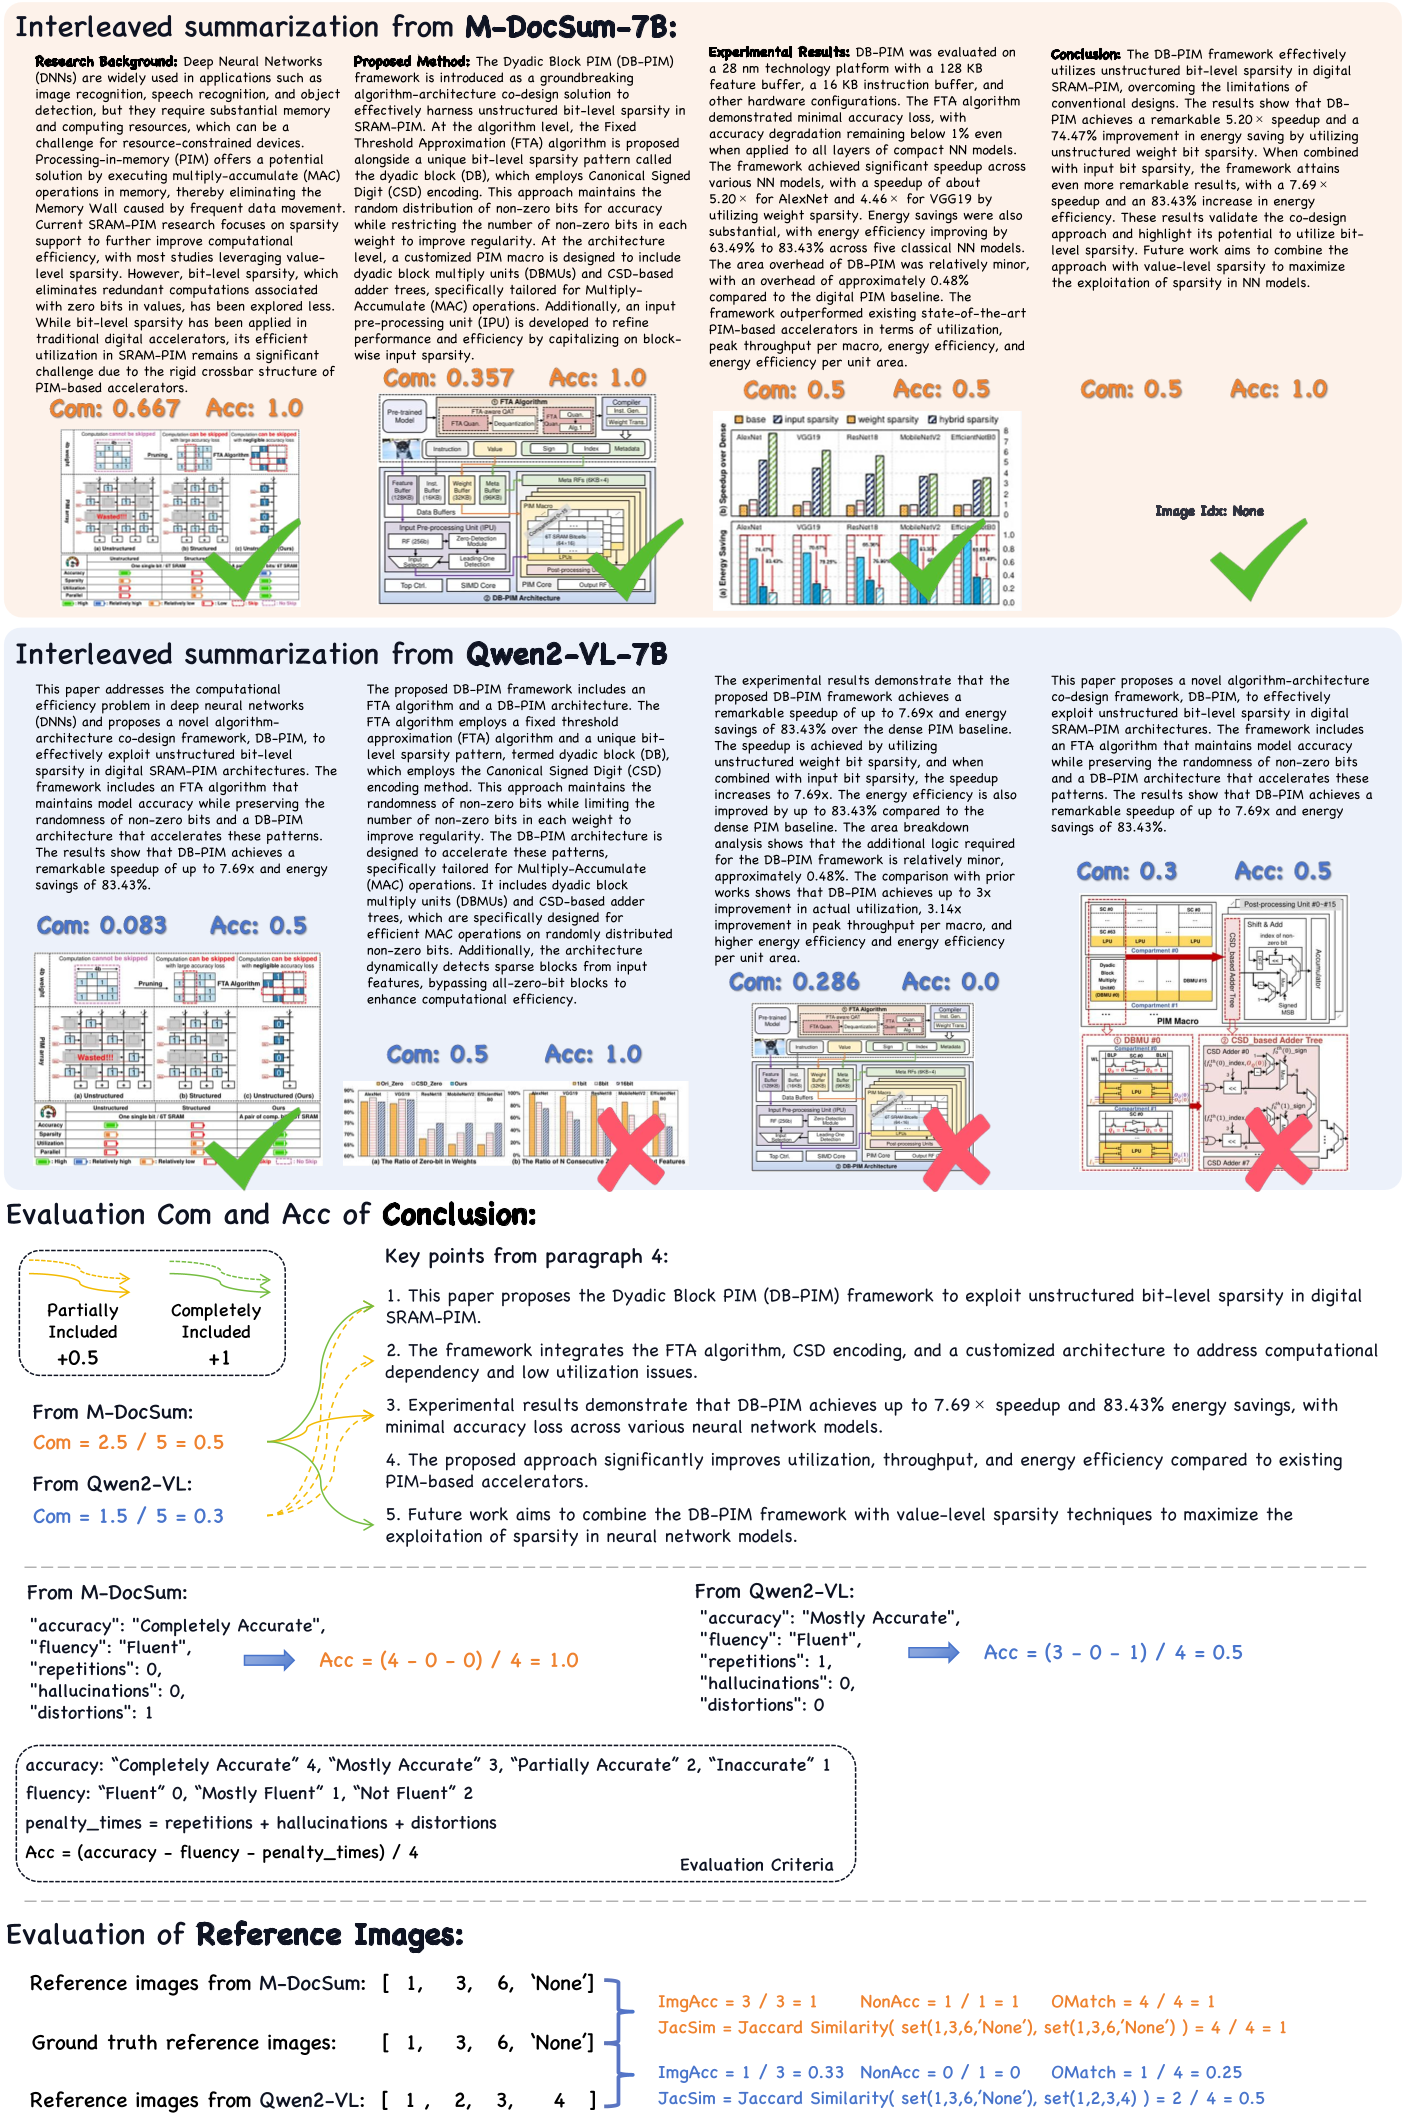 Interleaved summarization from M-DocSum-7B:
Research Background: Deep Neural Networks
(DNNs) are widely used in applications such as
image recognition, speech recognition, and object
detection, but they require substantial memory
and computing resources, which can be a
challenge for resource-constrained devices.
Processing-in-memory (PIM) offers a potential
solution by executing multiply-accumulate (MAC)
operations in memory, thereby eliminating the
Memory Wall caused by frequent data movement.
Current SRAM-PIM research focuses on sparsity
support to further improve computational
efficiency, with most studies leveraging value-
level sparsity. However, bit-level sparsity, which
eliminates redundant computations associated
with zero bits in values, has been explored less.
While bit-level sparsity has been applied in
traditional digital accelerators, its efficient
utilization in SRAM-PIM remains a significant
challenge due to the rigid crossbar structure of
PIM-based accelerators.
Com: 0.667 Acc: 1.0
Proposed Method: The Dyadic Block PIM (DB-PIM)
framework is introduced as a groundbreaking
algorithm-architecture co-design solution to
effectively harness unstructured bit-level sparsity in
SRAM-PIM. At the algorithm level, the Fixed
Threshold Approximation (FTA) algorithm is proposed
alongside a unique bit-level sparsity pattern called
the dyadic block (DB), which employs Canonical Signed
Digit (CSD) encoding. This approach maintains the
random distribution of non-zero bits for accuracy
while restricting the number of non-zero bits in each
weight to improve regularity. At the architecture
level, a customized PIM macro is designed to include
dyadic block multiply units (DBMUs) and CSD-based
adder trees, specifically tailored for Multiply-
Accumulate (MAC) operations. Additionally, an input
pre-processing unit (IPU) is developed to refine
performance and efficiency by capitalizing on block-
wise input sparsity.
Com: 0.357 Acc: 1.0
Experimental Results: DB-PIM was evaluated on
a 28 nm technology platform with a 128 KB
feature buffer, a 16 KB instruction buffer, and
other hardware configurations. The FTA algorithm
demonstrated minimal accuracy loss, with
accuracy degradation remaining below 1% even
when applied to all layers of compact NN models.
The framework achieved significant speedup across
various NN models, with a speedup of about
5.20× for AlexNet and 4.46× for VGG19 by
utilizing weight sparsity. Energy savings were also
substantial, with energy efficiency improving by
63.49% to 83.43% across five classical NN models.
The area overhead of DB-PIM was relatively minor,
with an overhead of approximately 0.48%
compared to the digital PIM baseline. The
framework outperformed existing state-of-the-art
PIM-based accelerators in terms of utilization,
peak throughput per macro, energy efficiency, and
energy efficiency per unit area.
Com: 0.5 Acc: 0.5
Conclusion: The DB-PIM framework effectively
utilizes unstructured bit-level sparsity in digital
SRAM-PIM, overcoming the limitations of
conventional designs. The results show that DB-
PIM achieves a remarkable 5.20× speedup and a
74.47% improvement in energy saving by utilizing
unstructured weight bit sparsity. When combined
with input bit sparsity, the framework attains
even more remarkable results, with a 7.69×
speedup and an 83.43% increase in energy
efficiency. These results validate the co-design
approach and highlight its potential to utilize bit-
level sparsity. Future work aims to combine the
approach with value-level sparsity to maximize
the exploitation of sparsity in NN models.
Com: 0.5 Acc: 1.0
Image Idx: None
Interleaved summarization from Qwen2-VL-7B
This paper addresses the computational
efficiency problem in deep neural networks
(DNNs) and proposes a novel algorithm-
architecture co-design framework, DB-PIM, to
effectively exploit unstructured bit-level
sparsity in digital SRAM-PIM architectures. The
framework includes an FTA algorithm that
maintains model accuracy while preserving the
randomness of non-zero bits and a DB-PIM
architecture that accelerates these patterns.
The results show that DB-PIM achieves a
remarkable speedup of up to 7.69x and energy
savings of 83.43%.
Com: 0.083 Acc: 0.5
The proposed DB-PIM framework includes an
FTA algorithm and a DB-PIM architecture. The
FTA algorithm employs a fixed threshold
approximation (FTA) algorithm and a unique bit-
level sparsity pattern, termed dyadic block (DB),
which employs the Canonical Signed Digit (CSD)
encoding method. This approach maintains the
randomness of non-zero bits while limiting the
number of non-zero bits in each weight to
improve regularity. The DB-PIM architecture is
designed to accelerate these patterns,
specifically tailored for Multiply-Accumulate
(MAC) operations. It includes dyadic block
multiply units (DBMUs) and CSD-based adder
trees, which are specifically designed for
efficient MAC operations on randomly distributed
non-zero bits. Additionally, the architecture
dynamically detects sparse blocks from input
features, bypassing all-zero-bit blocks to
enhance computational efficiency.
Com: 0.5 Acc: 1.0
The experimental results demonstrate that the
proposed DB-PIM framework achieves a
remarkable speedup of up to 7.69x and energy
savings of 83.43% over the dense PIM baseline.
The speedup is achieved by utilizing
unstructured weight bit sparsity, and when
combined with input bit sparsity, the speedup
increases to 7.69x. The energy efficiency is also
improved by up to 83.43% compared to the
dense PIM baseline. The area breakdown
analysis shows that the additional logic required
for the DB-PIM framework is relatively minor,
approximately 0.48%. The comparison with prior
works shows that DB-PIM achieves up to 3x
improvement in actual utilization, 3.14x
improvement in peak throughput per macro, and
higher energy efficiency and energy efficiency
per unit area.
Com: 0.286 Acc: 0.0
This paper proposes a novel algorithm-architecture
co-design framework, DB-PIM, to effectively
exploit unstructured bit-level sparsity in digital
SRAM-PIM architectures. The framework includes
an FTA algorithm that maintains model accuracy
while preserving the randomness of non-zero bits
and a DB-PIM architecture that accelerates these
patterns. The results show that DB-PIM achieves a
remarkable speedup of up to 7.69x and energy
savings of 83.43%.
Com: 0.3 Acc: 0.5
Evaluation Com and Acc of Conclusion:
Partially Included +0.5
Completely Included +1
From M-DocSum:
Com = 2.5 / 5 = 0.5
From Qwen2-VL:
Com = 1.5 / 5 = 0.3
Key points from paragraph 4:
1. This paper proposes the Dyadic Block PIM (DB-PIM) framework to exploit unstructured bit-level sparsity in digital
SRAM-PIM.
2. The framework integrates the FTA algorithm, CSD encoding, and a customized architecture to address computational
dependency and low utilization issues.
3. Experimental results demonstrate that DB-PIM achieves up to 7.69× speedup and 83.43% energy savings, with
minimal accuracy loss across various neural network models.
4. The proposed approach significantly improves utilization, throughput, and energy efficiency compared to existing
PIM-based accelerators.
5. Future work aims to combine the DB-PIM framework with value-level sparsity techniques to maximize the
exploitation of sparsity in neural network models.
From M-DocSum:
"accuracy": "Completely Accurate",
"fluency": "Fluent",
"repetitions": 0,
"hallucinations": 0,
"distortions": 1
Acc = (4 - 0 - 0) / 4 = 1.0
From Qwen2-VL:
"accuracy": "Mostly Accurate",
"fluency": "Fluent",
"repetitions": 1,
"hallucinations": 0,
"distortions": 0
Acc = (3 - 0 - 1) / 4 = 0.5
accuracy: “Completely Accurate” 4, “Mostly Accurate” 3, “Partially Accurate” 2, “Inaccurate” 1
fluency: “Fluent” 0, “Mostly Fluent” 1, “Not Fluent” 2
penalty_times = repetitions + hallucinations + distortions
Acc = (accuracy - fluency - penalty_times) / 4
Evaluation Criteria
Evaluation of Reference Images:
Reference images from M-DocSum: [ 1, 3, 6, ‘None’]
Ground truth reference images: [ 1, 3, 6, ‘None’]
Reference images from Qwen2-VL: [ 1 , 2, 3, 4 ]
ImgAcc = 3 / 3 = 1 NonAcc = 1 / 1 = 1 OMatch = 4 / 4 = 1
JacSim = Jaccard Similarity( set(1,3,6,’None’), set(1,3,6,’None’) ) = 4 / 4 = 1
ImgAcc = 1 / 3 = 0.33 NonAcc = 0 / 1 = 0 OMatch = 1 / 4 = 0.25
JacSim = Jaccard Similarity( set(1,3,6,’None’), set(1,2,3,4) ) = 2 / 4 = 0.5